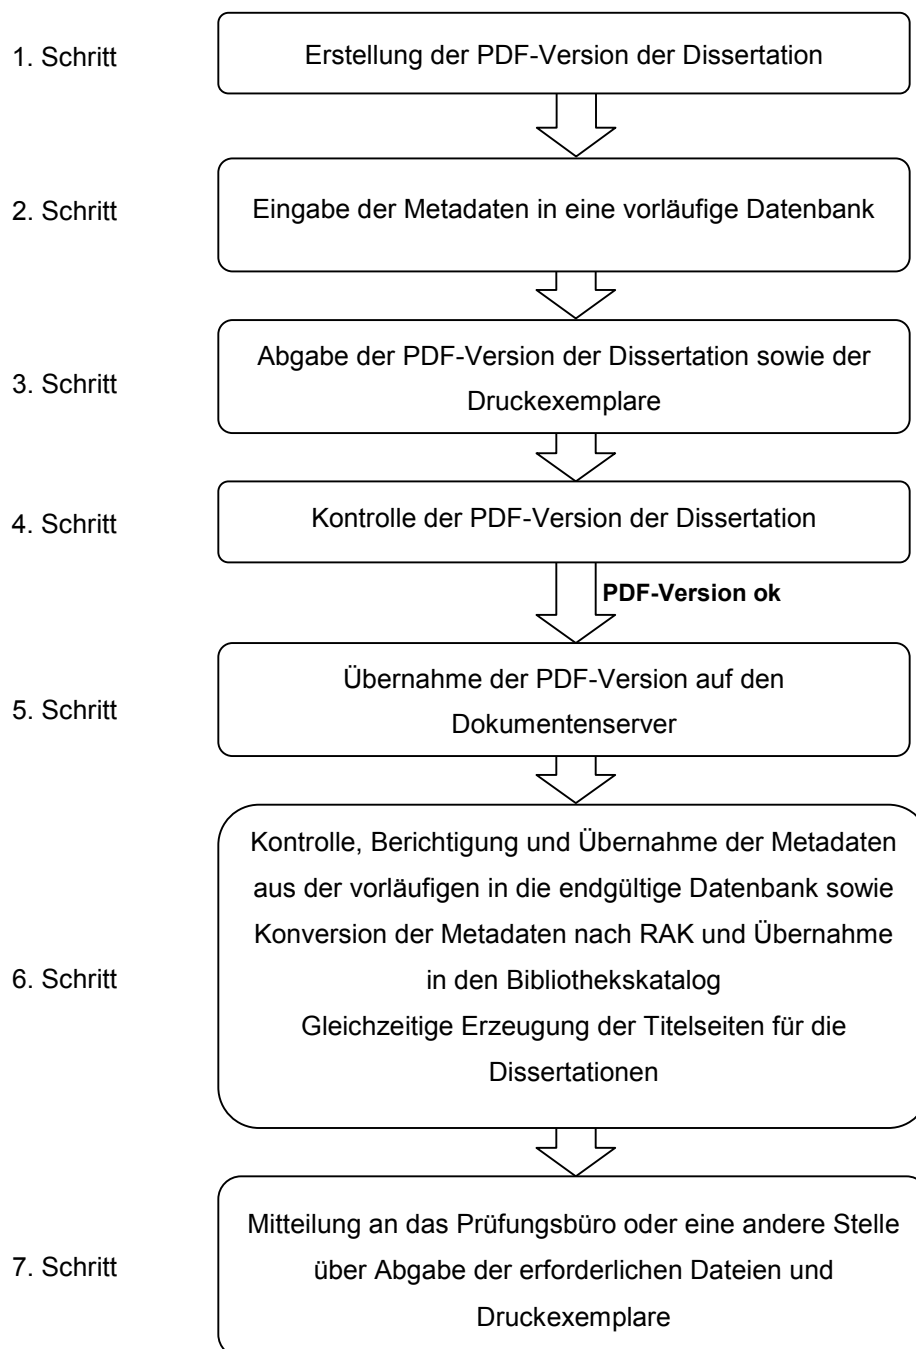 1. Schritt
Erstellung der PDF-Version der Dissertation
2. Schritt
Eingabe der Metadaten in eine vorläufige Datenbank
3. Schritt
Abgabe der PDF-Version der Dissertation sowie der
Druckexemplare
4. Schritt
Kontrolle der PDF-Version der Dissertation
PDF-Version ok
5. Schritt
Übernahme der PDF-Version auf den
Dokumentenserver
6. Schritt
Kontrolle, Berichtigung und Übernahme der Metadaten
aus der vorläufigen in die endgültige Datenbank sowie
Konversion der Metadaten nach RAK und Übernahme
in den Bibliothekskatalog
Gleichzeitige Erzeugung der Titelseiten für die
Dissertationen
7. Schritt
Mitteilung an das Prüfungsbüro oder eine andere Stelle
über Abgabe der erforderlichen Dateien und
Druckexemplare